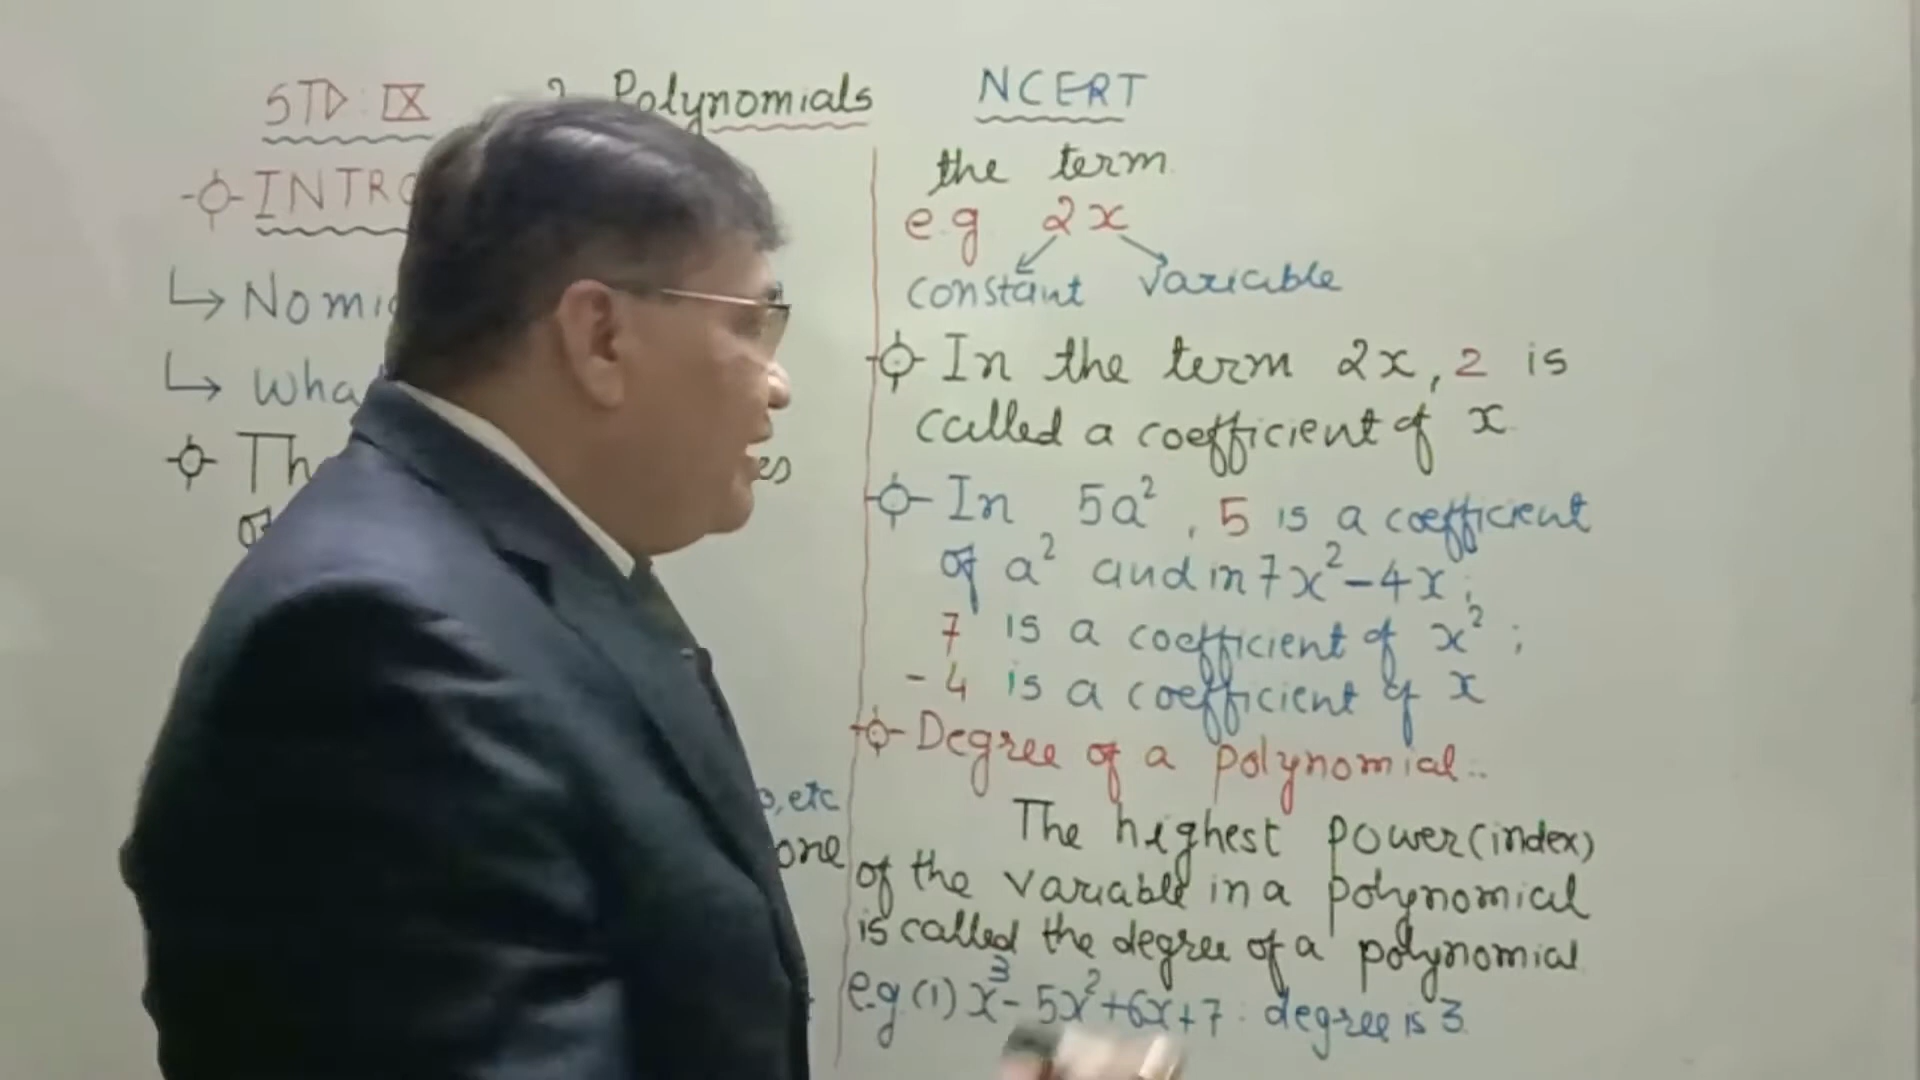 STD : IX Polynomials NCERT
the term
e.g 2x
constant variable
In the term 2x, 2 is
called a coefficient of x
In 5a², 5 is a coefficient
of a² and in 7x²-4x;
7 is a coefficient of x²;
-4 is a coefficient of x
Degree of a polynomial..
The highest power(index)
of the variable in a polynomial
is called the degree of a polynomial
e.g.(1) x³-5x²+6x+7 : degree is 3
INTRO
Nomi
Wha
Th es
of
o, etc
one